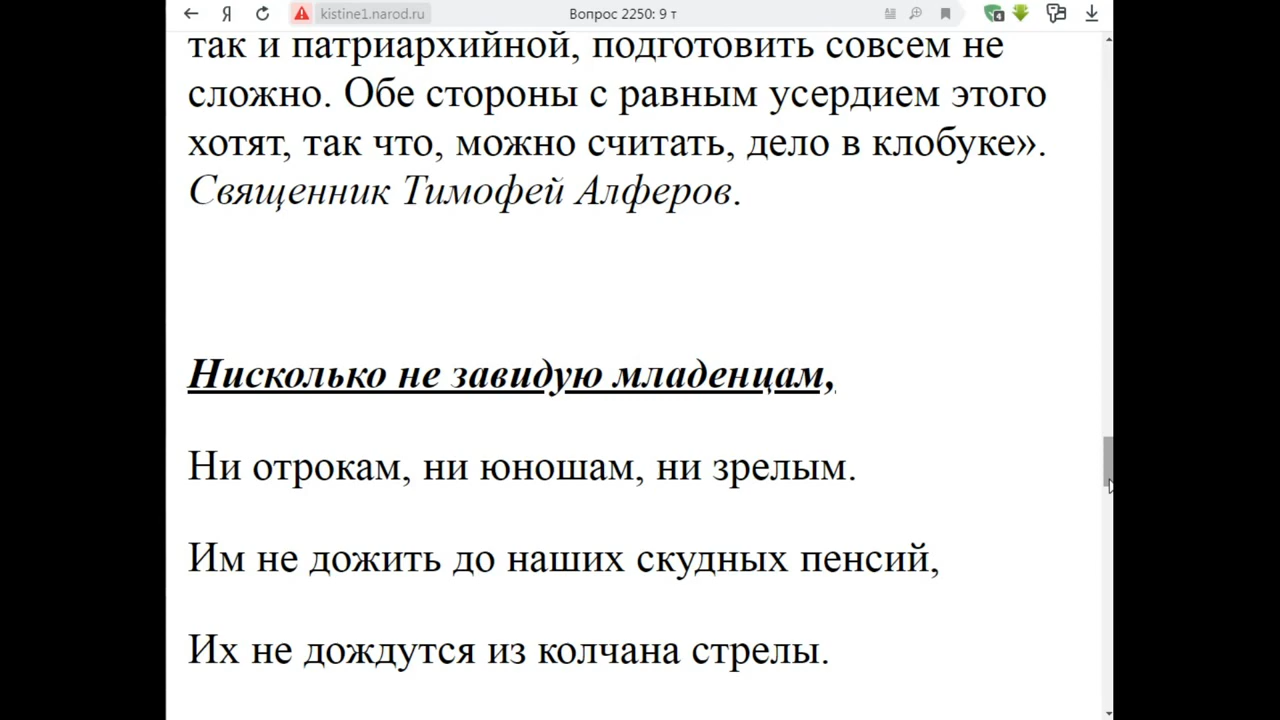 Я kistine1.narod.ru Вопрос 2250: 9 т 4
так и патриархийной, подготовить совсем не
сложно. Обе стороны с равным усердием этого
хотят, так что, можно считать, дело в клобуке».
Священник Тимофей Алферов.
Нисколько не завидую младенцам,
Ни отрокам, ни юношам, ни зрелым.
Им не дожить до наших скудных пенсий,
Их не дождутся из колчана стрелы.